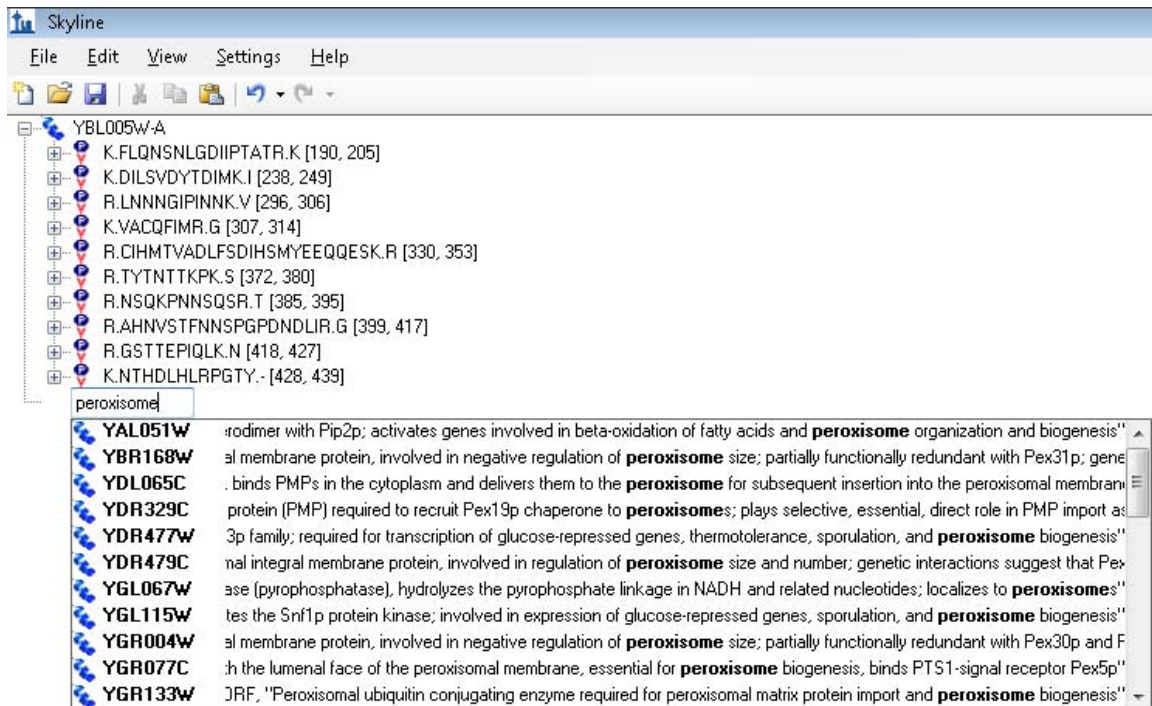 Skyline
File Edit View Settings Help
YBL005W-A
K.FLQNSNLGDIIPTATR.K [190, 205]
K.DILSVDYTDIMK.I [238, 249]
R.LNNNGIPINNK.V [296, 306]
K.VACQFIMR.G [307, 314]
R.CIHMTVADLFSDIHSMYEEQQESK.R [330, 353]
R.TYTNTTKPK.S [372, 380]
R.NSQKPNNSQSR.T [385, 395]
R.AHNVSTFNNSPGPDNDLIR.G [399, 417]
R.GSTTEPIQLK.N [418, 427]
K.NTHDLHLRPGTY.- [428, 439]
peroxisome
YAL051W rodimer with Pip2p; activates genes involved in beta-oxidation of fatty acids and peroxisome organization and biogenesis"
YBR168W al membrane protein, involved in negative regulation of peroxisome size; partially functionally redundant with Pex31p; gene
YDL065C . binds PMPs in the cytoplasm and delivers them to the peroxisome for subsequent insertion into the peroxisomal membran
YDR329C protein (PMP) required to recruit Pex19p chaperone to peroxisomes; plays selective, essential, direct role in PMP import as
YDR477W 3p family; required for transcription of glucose-repressed genes, thermotolerance, sporulation, and peroxisome biogenesis"
YDR479C nal integral membrane protein, involved in regulation of peroxisome size and number; genetic interactions suggest that Pe
YGL067W ase (pyrophosphatase), hydrolyzes the pyrophosphate linkage in NADH and related nucleotides; localizes to peroxisomes"
YGL115W tes the Snf1p protein kinase; involved in expression of glucose-repressed genes, sporulation, and peroxisome biogenesis"
YGR004W al membrane protein, involved in negative regulation of peroxisome size; partially functionally redundant with Pex30p and P
YGR077C h the lumenal face of the peroxisomal membrane, essential for peroxisome biogenesis, binds PTS1-signal receptor Pex5p"
YGR133W ORF, "Peroxisomal ubiquitin conjugating enzyme required for peroxisomal matrix protein import and peroxisome biogenesis"